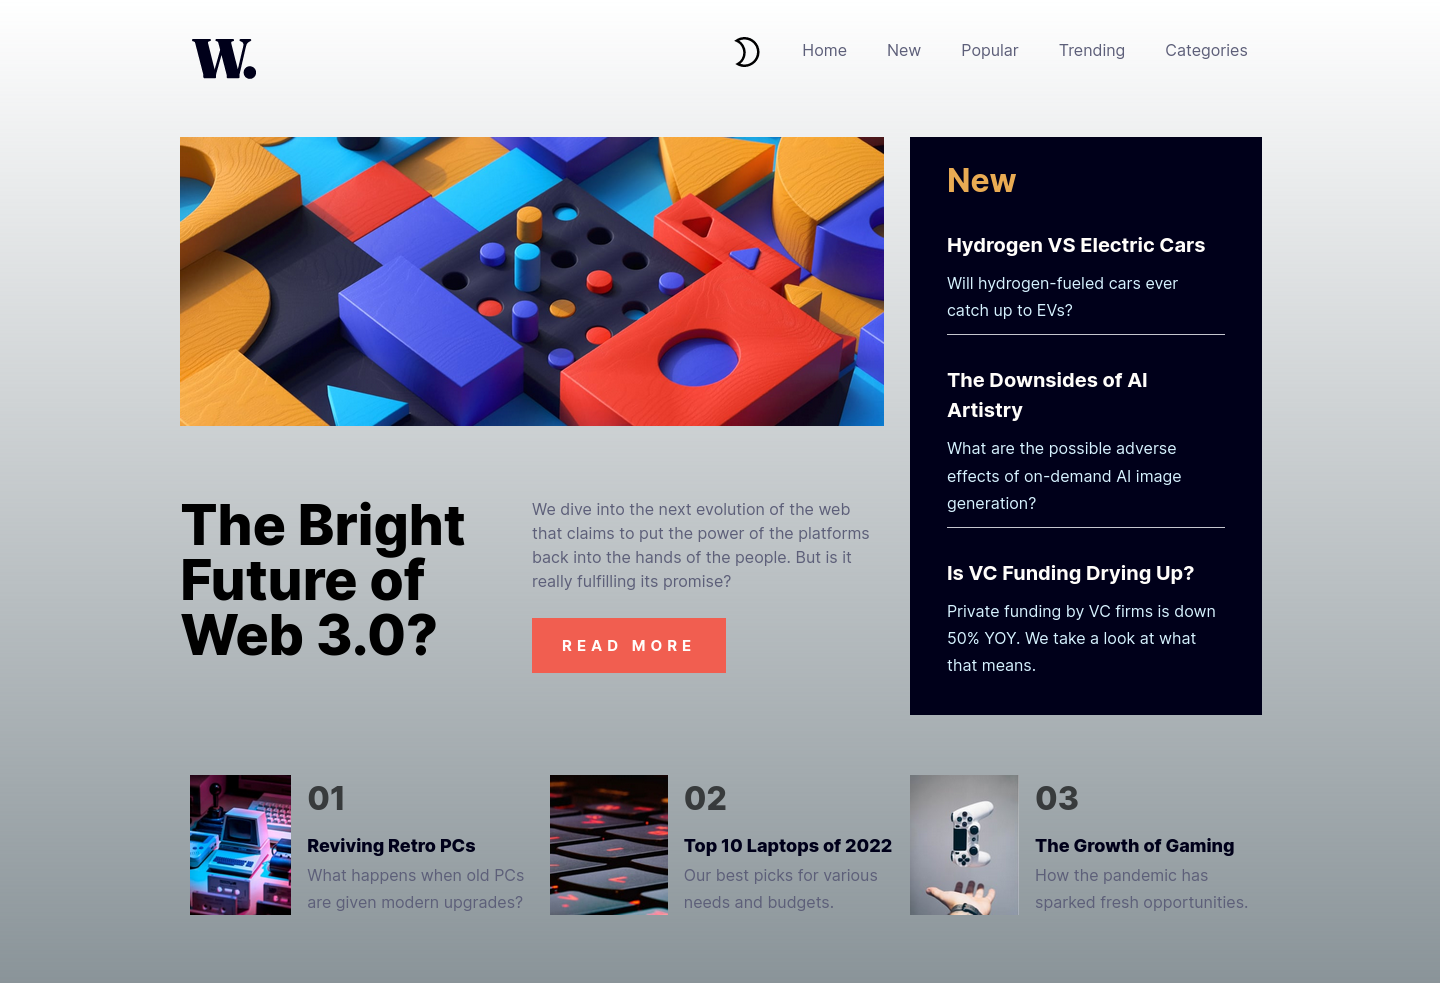 W.
Home
New
Popular
Trending
Categories
New
Hydrogen VS Electric Cars
Will hydrogen-fueled cars ever
catch up to EVs?
The Downsides of AI
Artistry
What are the possible adverse
effects of on-demand AI image
generation?
Is VC Funding Drying Up?
Private funding by VC firms is down
50% YOY. We take a look at what
that means.
The Bright
Future of
Web 3.0?
We dive into the next evolution of the web
that claims to put the power of the platforms
back into the hands of the people. But is it
really fulfilling its promise?
READ MORE
01
Reviving Retro PCs
What happens when old PCs
are given modern upgrades?
02
Top 10 Laptops of 2022
Our best picks for various
needs and budgets.
03
The Growth of Gaming
How the pandemic has
sparked fresh opportunities.